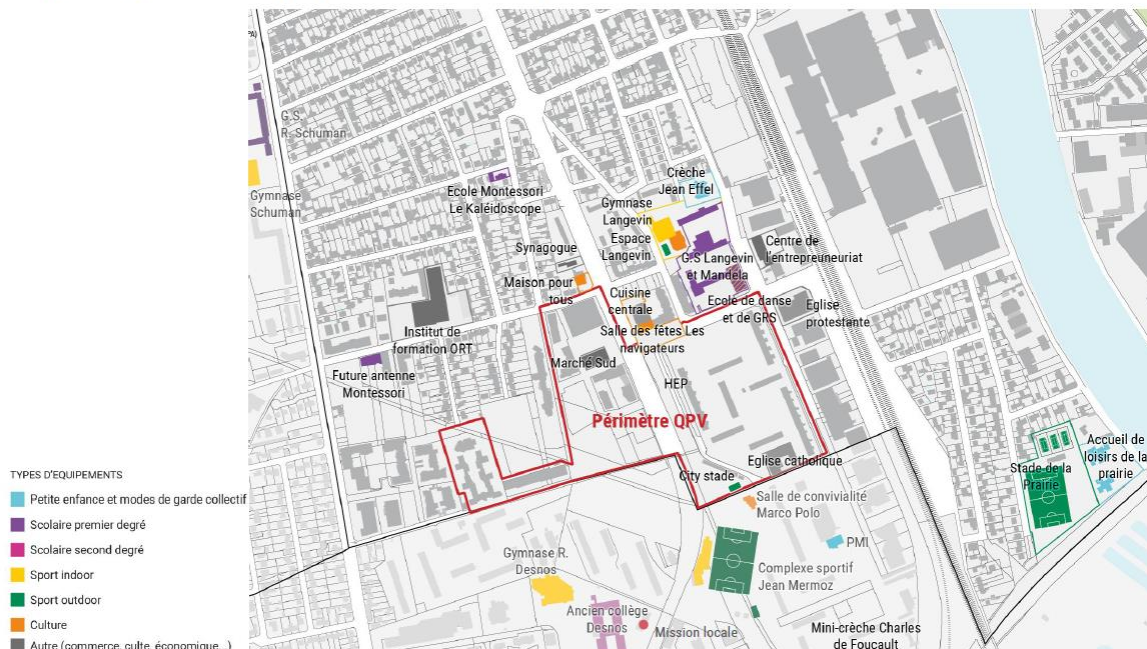 PA)
G.S.
R. Schuman
Gymnase
Schuman
Ecole Montessori
Le Kaléidoscope
Crèche
Jean Effel
Gymnase
Langevin
Espace
Langevin
Synagogue
G.S Langevin
et Mandela
Centre de
l'entrepreuneuriat
Maison pour
tous
Cuisine
centrale
Ecole de danse
et de GRS
Eglise
protestante
Institut de
formation ORT
Salle des fêtes Les
navigateurs
Marché Sud
Future antenne
Montessori
HEP
Périmètre QPV
Eglise catholique
City stade
Accueil de
loisirs de la
prairie
Stade de la
Prairie
Salle de convivialité
Marco Polo
PMI
Gymnase R.
Desnos
Complexe sportif
Jean Mermoz
Ancien collège
Desnos
Mission locale
Mini-crèche Charles
de Foucault
TYPES D'EQUIPEMENTS
Petite enfance et modes de garde collectif
Scolaire premier degré
Scolaire second degré
Sport indoor
Sport outdoor
Culture
Autre (commerce, culte, économique...)